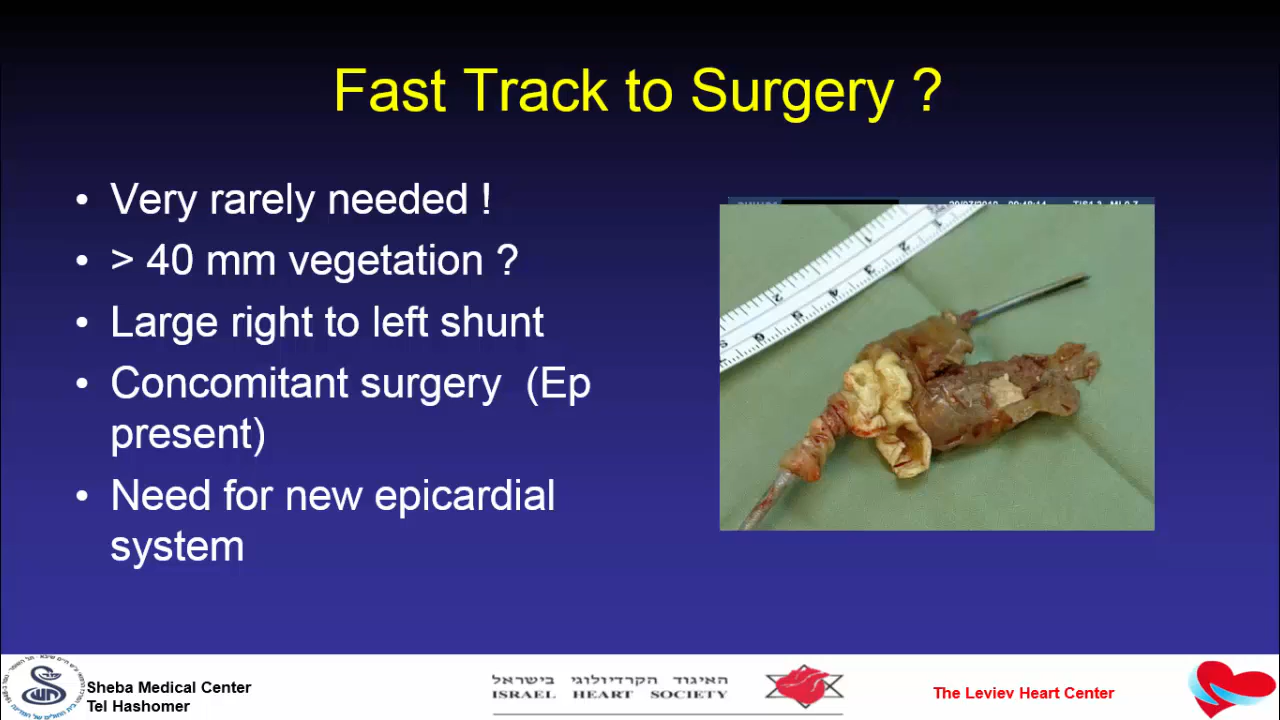 Fast Track to Surgery ?
• Very rarely needed !
• > 40 mm vegetation ?
• Large right to left shunt
• Concomitant surgery (Ep
present)
• Need for new epicardial
system
Sheba Medical Center
Tel Hashomer
האיגוד הקרדיולוגי בישראל
ISRAEL HEART SOCIETY
The Leviev Heart Center